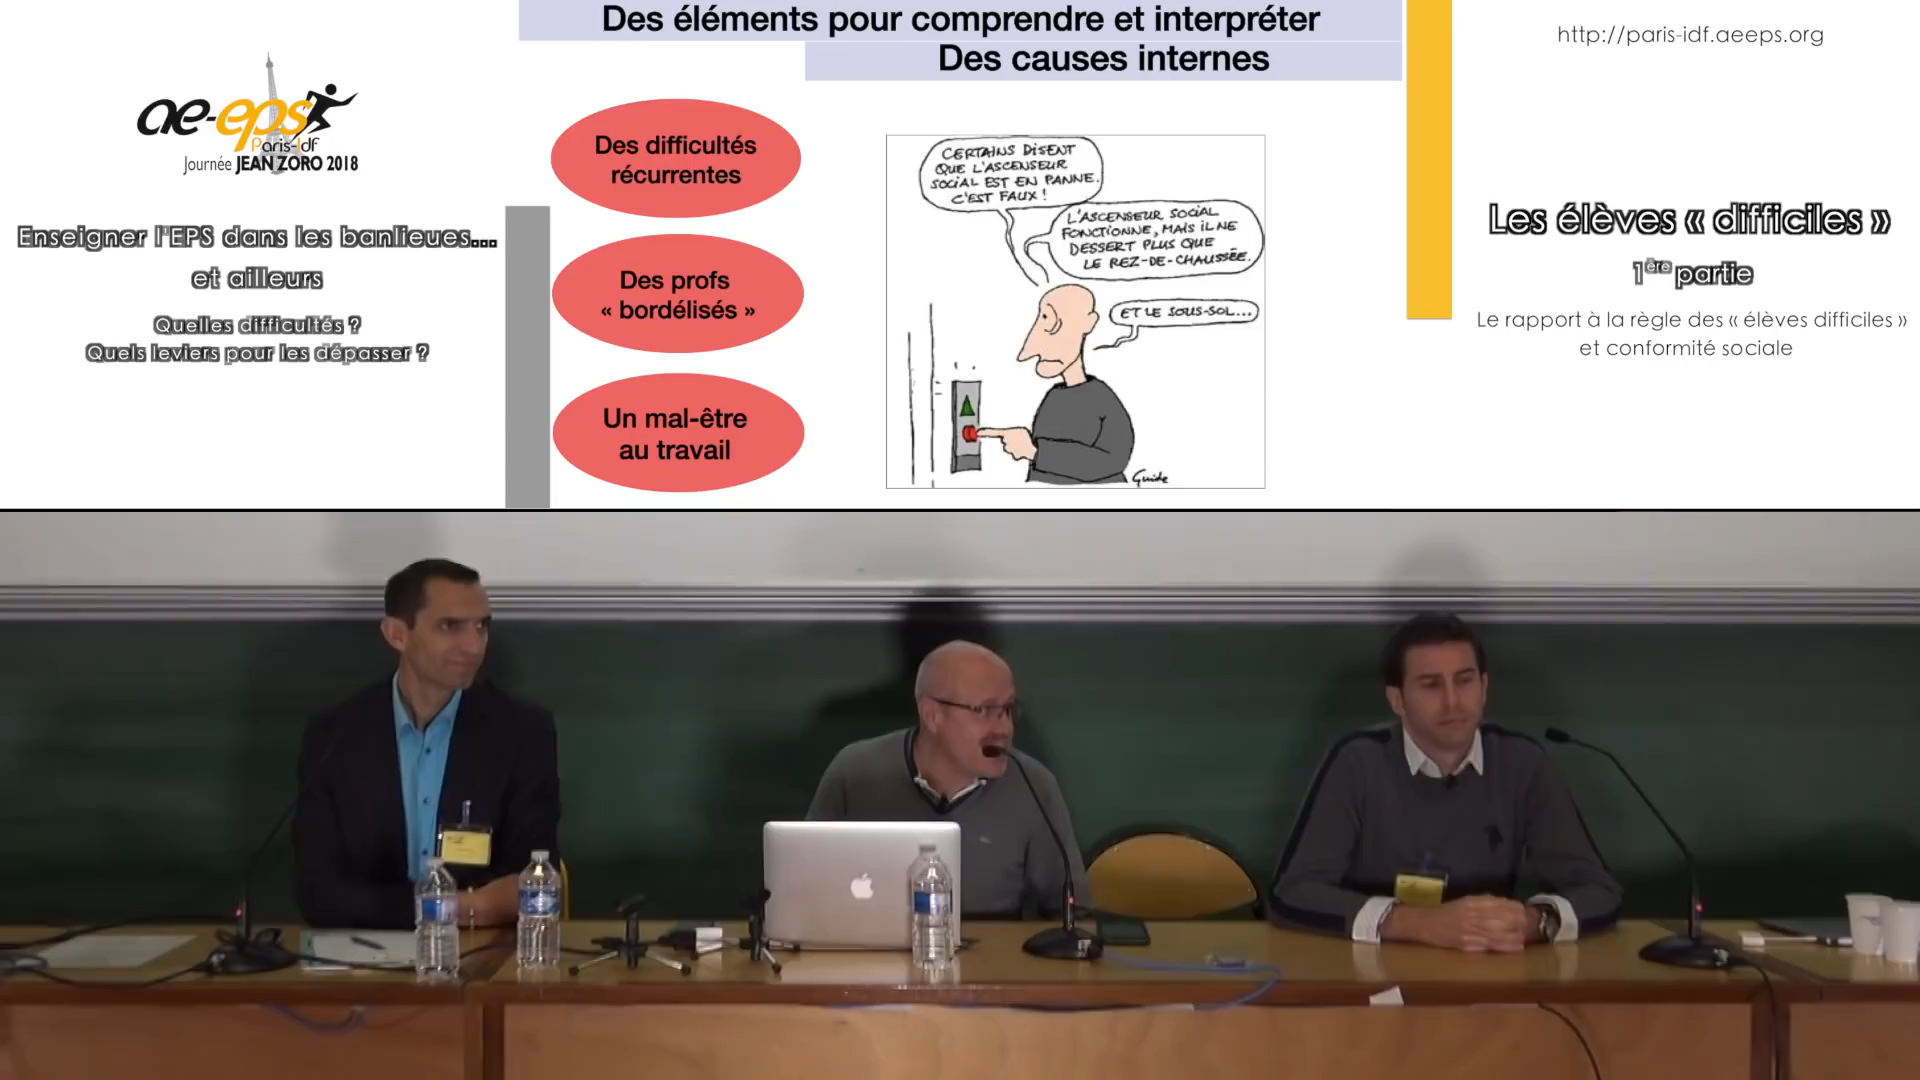 Des éléments pour comprendre et interpréter
Des causes internes
ae-eps
Paris-Idf
Journée JEAN ZORO 2018
Enseigner l'EPS dans les banlieues...
et ailleurs
Quelles difficultés ?
Quels leviers pour les dépasser ?
Des difficultés
récurrentes
Des profs
« bordélisés »
Un mal-être
au travail
CERTAINS DISENT
QUE L'ASCENSEUR
SOCIAL EST EN PANNE.
C'EST FAUX !
L'ASCENSEUR SOCIAL
FONCTIONNE, MAIS IL NE
DESSERT PLUS QUE
LE REZ-DE-CHAUSSÉE.
ET LE SOUS-SOL...
Guide
http://paris-idf.aeeps.org
Les élèves « difficiles »
1ère partie
Le rapport à la règle des « élèves difficiles »
et conformité sociale